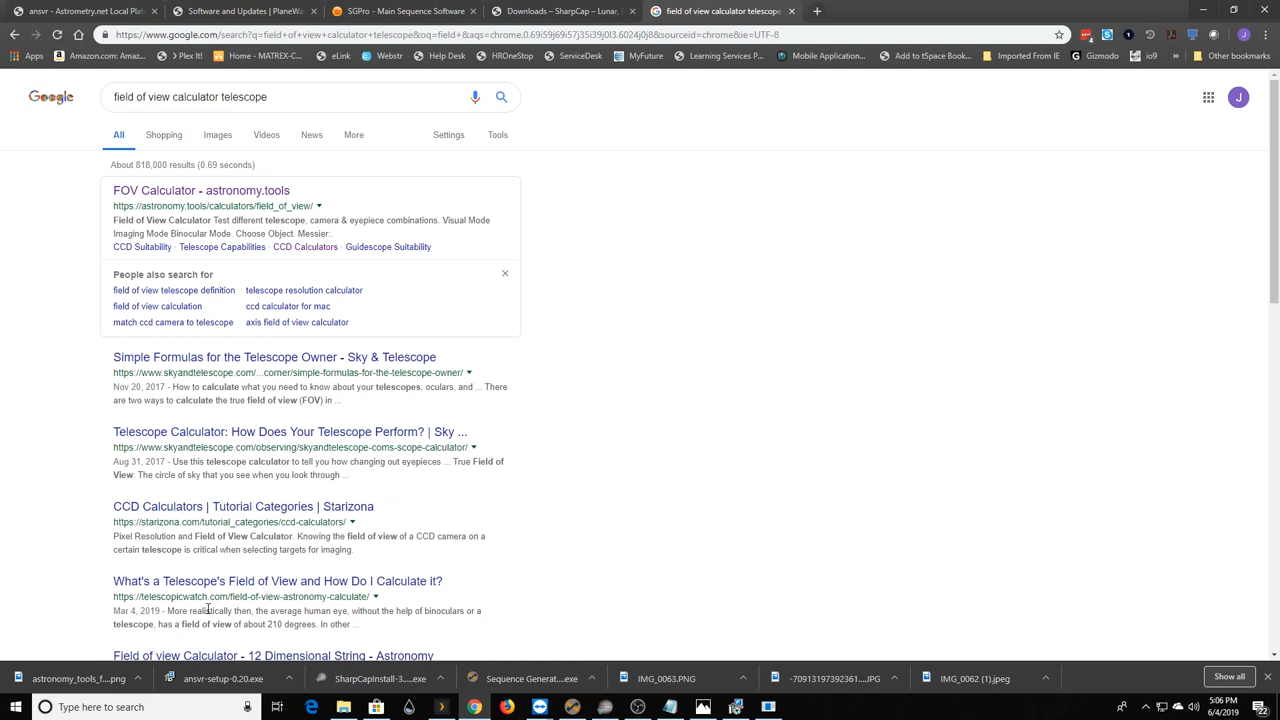 ansvr - Astrometry.net Local Plat
Software and Updates | PlaneWa
SGPro - Main Sequence Software
Downloads – SharpCap – Lunar,
field of view calculator telescope
https://www.google.com/search?q=field+of+view+calculator+telescope&oq=field+&aqs=chrome.0.69i59j69i57j35i39j0l3.6024j0j8&sourceid=chrome&ie=UTF-8
Apps
Amazon.com: Amaz...
> Plex It!
Home - MATREX-C...
eLink
Webstr
Help Desk
HROneStop
ServiceDesk
MyFuture
Learning Services P...
Mobile Application...
Add to tSpace Book...
Imported From IE
Gizmodo
io9
»
Other bookmarks
Google
field of view calculator telescope
J
All
Shopping
Images
Videos
News
More
Settings
Tools
About 818,000 results (0.69 seconds)
FOV Calculator - astronomy.tools
https://astronomy.tools/calculators/field_of_view/
Field of View Calculator Test different telescope, camera & eyepiece combinations. Visual Mode
Imaging Mode Binocular Mode. Choose Object. Messier:.
CCD Suitability · Telescope Capabilities · CCD Calculators · Guidescope Suitability
People also search for
field of view telescope definition
telescope resolution calculator
field of view calculation
ccd calculator for mac
match ccd camera to telescope
axis field of view calculator
Simple Formulas for the Telescope Owner - Sky & Telescope
https://www.skyandtelescope.com/...corner/simple-formulas-for-the-telescope-owner/
Nov 20, 2017 - How to calculate what you need to know about your telescopes, oculars, and ... There
are two ways to calculate the true field of view (FOV) in ...
Telescope Calculator: How Does Your Telescope Perform? | Sky ...
https://www.skyandtelescope.com/observing/skyandtelescope-coms-scope-calculator/
Aug 31, 2017 - Use this telescope calculator to tell you how changing out eyepieces ... True Field of
View: The circle of sky that you see when you look through ...
CCD Calculators | Tutorial Categories | Starizona
https://starizona.com/tutorial_categories/ccd-calculators/
Pixel Resolution and Field of View Calculator. Knowing the field of view of a CCD camera on a
certain telescope is critical when selecting targets for imaging.
What's a Telescope's Field of View and How Do I Calculate it?
https://telescopicwatch.com/field-of-view-astronomy-calculate/
Mar 4, 2019 - More realistically then, the average human eye, without the help of binoculars or a
telescope, has a field of view of about 210 degrees. In other ...
Field of view Calculator - 12 Dimensional String - Astronomy
astronomy_tools_f....png
ansvr-setup-0.20.exe
SharpCapInstall-3....exe
Sequence Generat....exe
IMG_0063.PNG
-70913197392361....JPG
IMG_0062 (1).jpeg
Show all
Type here to search
5:06 PM
6/4/2019
22